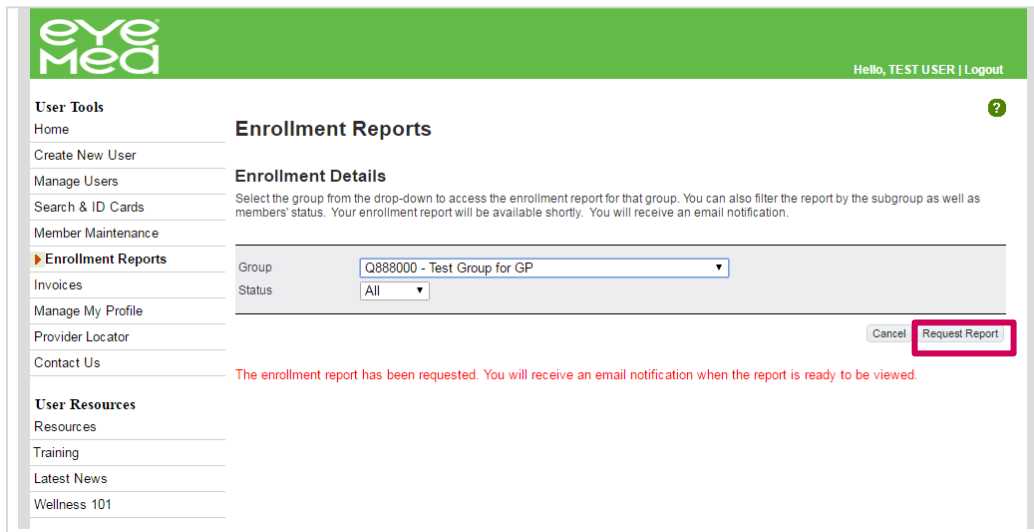 eye
Med
Hello, TEST USER | Logout
User Tools
Home
Create New User
Manage Users
Search & ID Cards
Member Maintenance
Enrollment Reports
Invoices
Manage My Profile
Provider Locator
Contact Us
User Resources
Resources
Training
Latest News
Wellness 101
?
Enrollment Reports
Enrollment Details
Select the group from the drop-down to access the enrollment report for that group. You can also filter the report by the subgroup as well as
members' status. Your enrollment report will be available shortly. You will receive an email notification.
Group Q888000 - Test Group for GP
Status All
Cancel Request Report
The enrollment report has been requested. You will receive an email notification when the report is ready to be viewed.